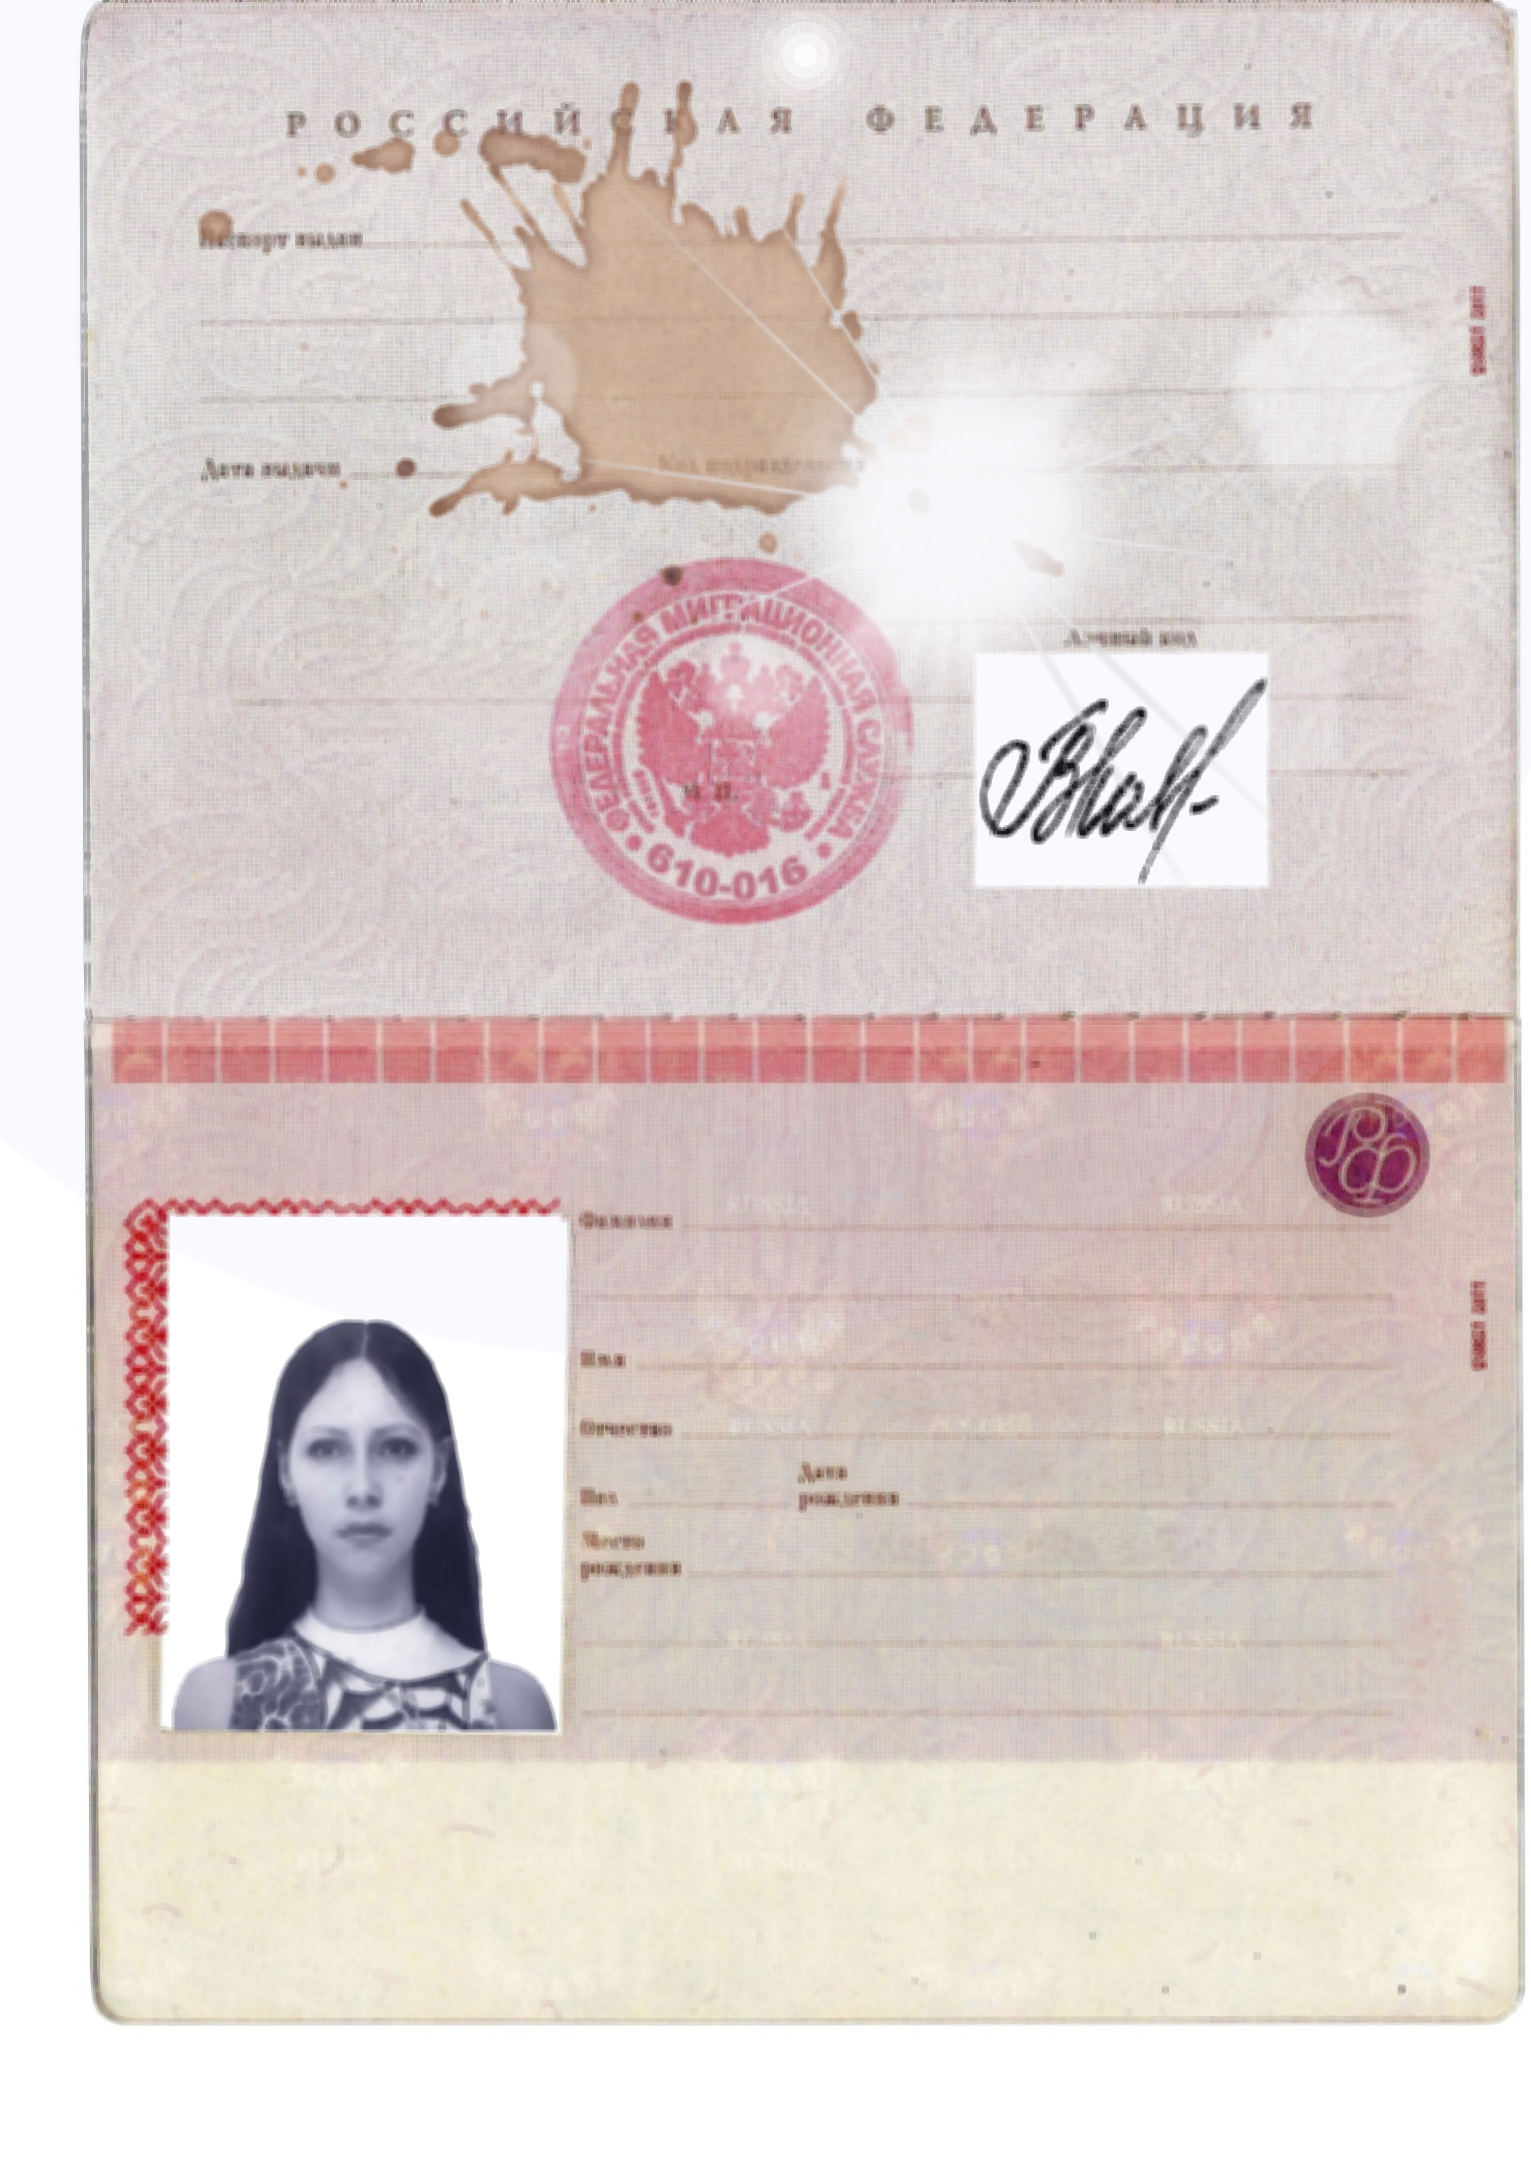 РОССИЙСКАЯ ФЕДЕРАЦИЯ
Паспорт выдан
Дата выдачи
Код подразделения
Личный код
ФЕДЕРАЛЬНАЯ МИГРАЦИОННАЯ СЛУЖБА
М.П.
610-016
РФ
Фамилия
Имя
Отчество
Пол
Дата
рождения
Место
рождения